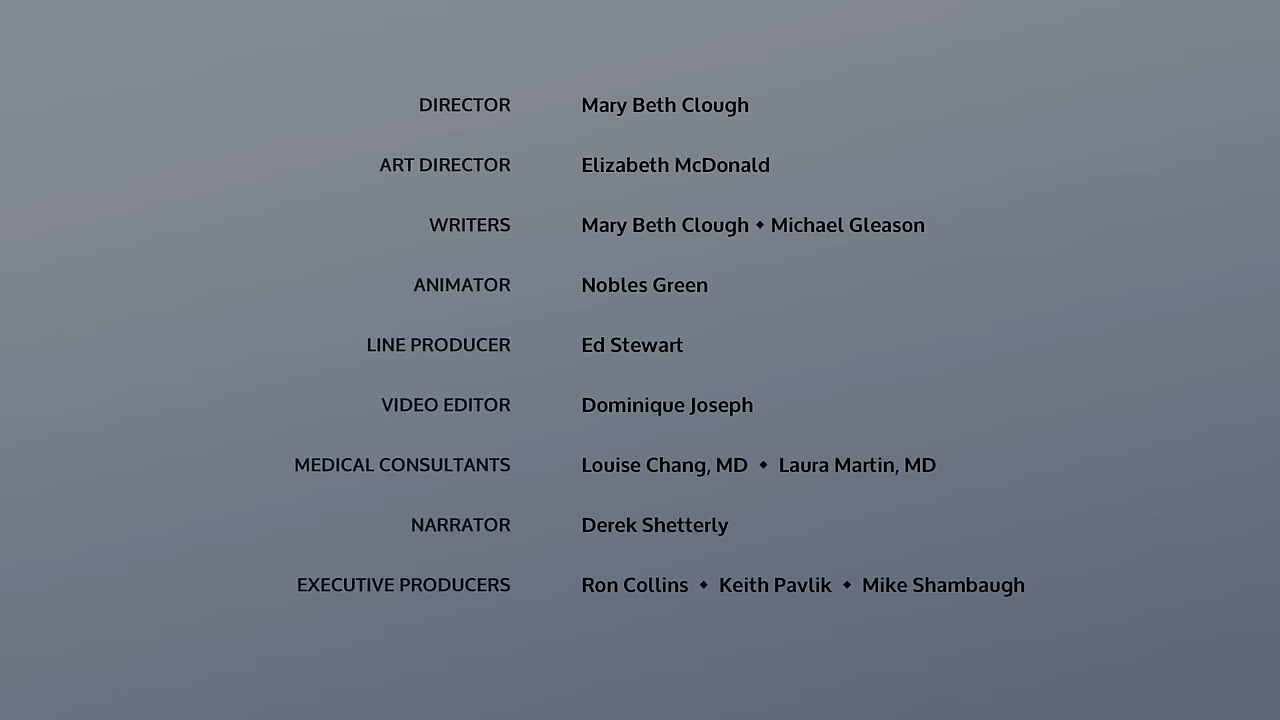 DIRECTOR Mary Beth Clough
ART DIRECTOR Elizabeth McDonald
WRITERS Mary Beth Clough • Michael Gleason
ANIMATOR Nobles Green
LINE PRODUCER Ed Stewart
VIDEO EDITOR Dominique Joseph
MEDICAL CONSULTANTS Louise Chang, MD • Laura Martin, MD
NARRATOR Derek Shetterly
EXECUTIVE PRODUCERS Ron Collins • Keith Pavlik • Mike Shambaugh